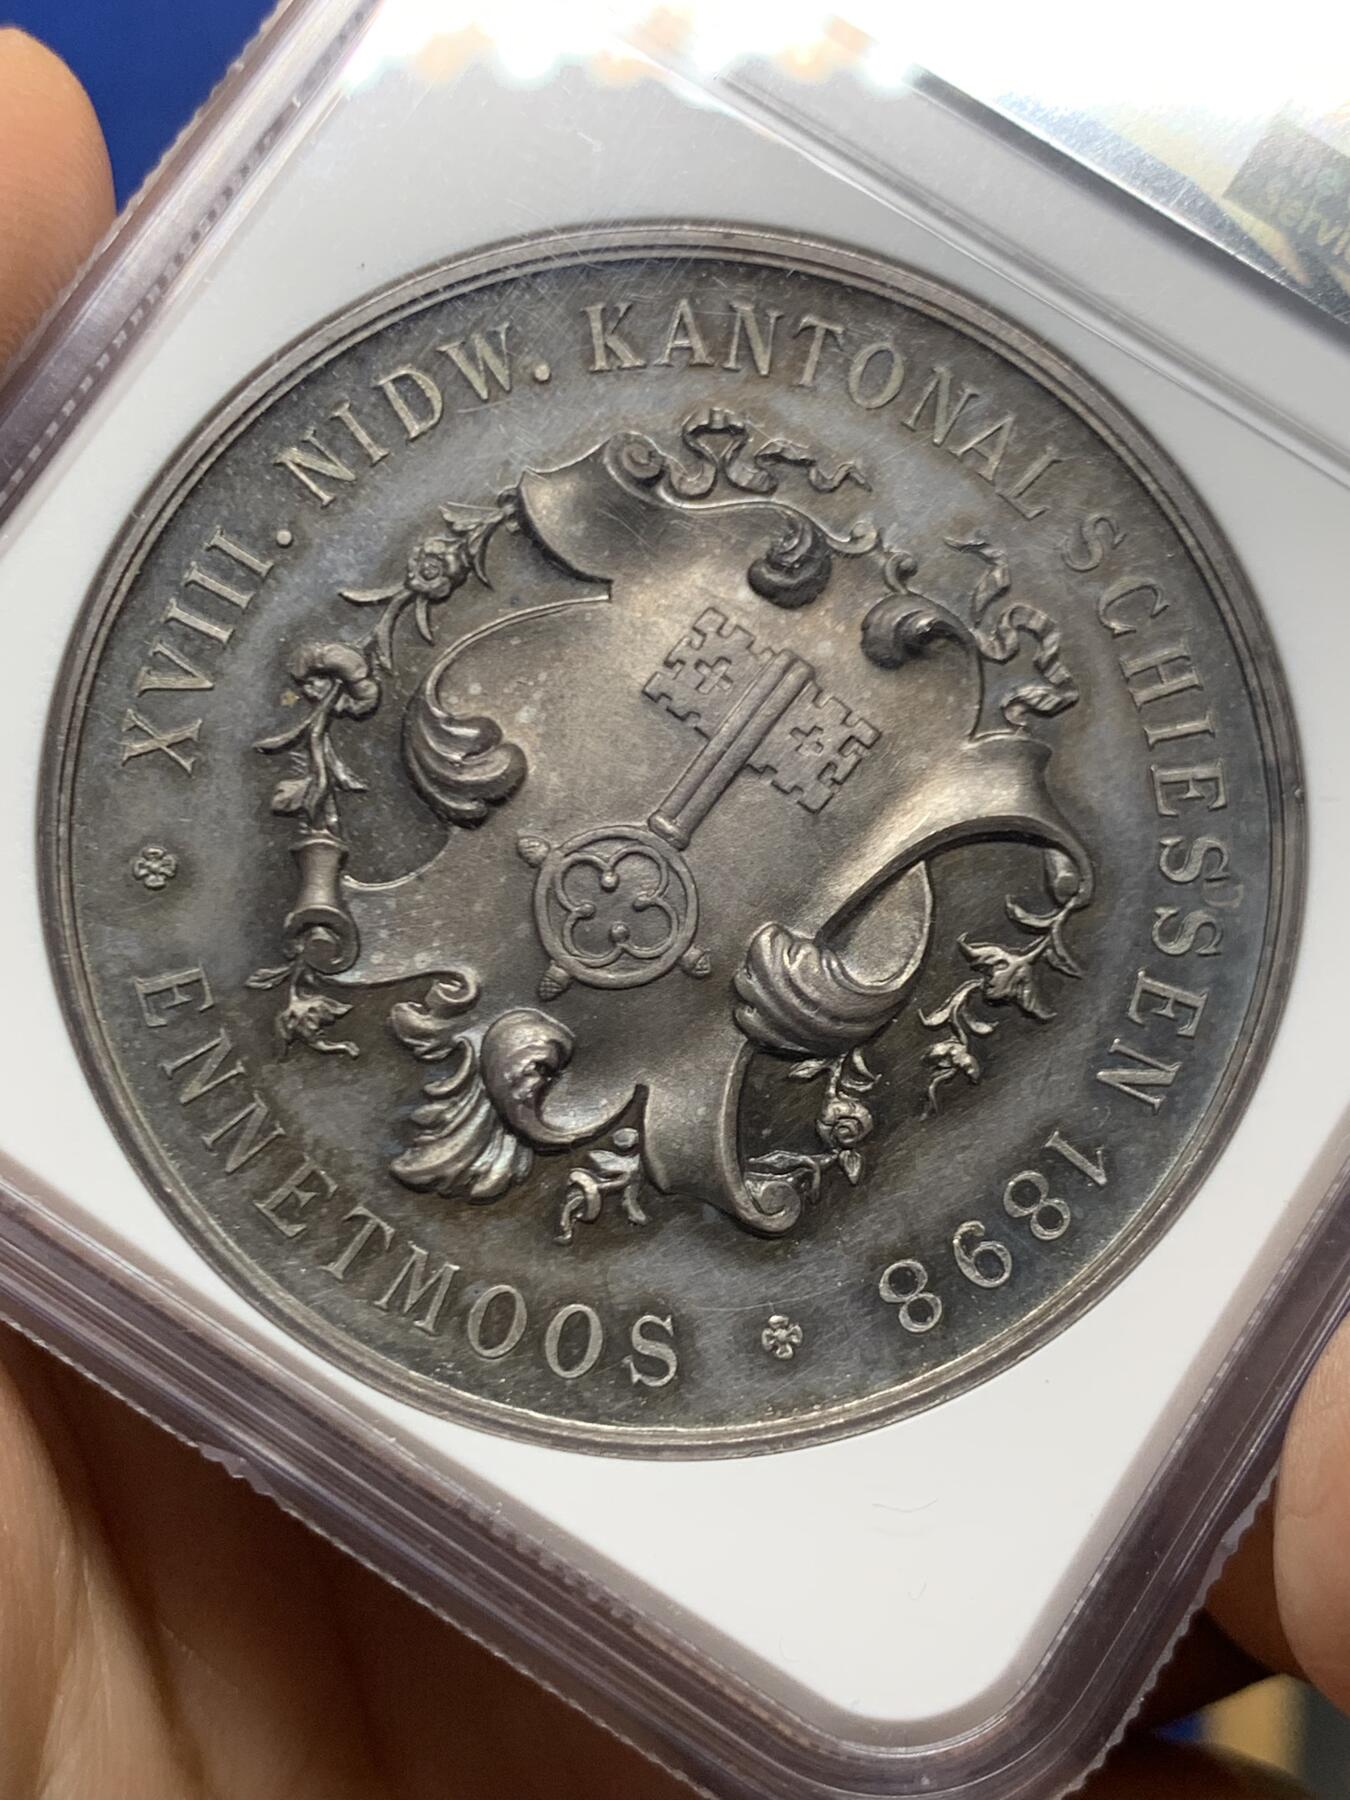 XVIII. NIDW. KANTONALSCHIESSEN 1898
ENNETMOOS